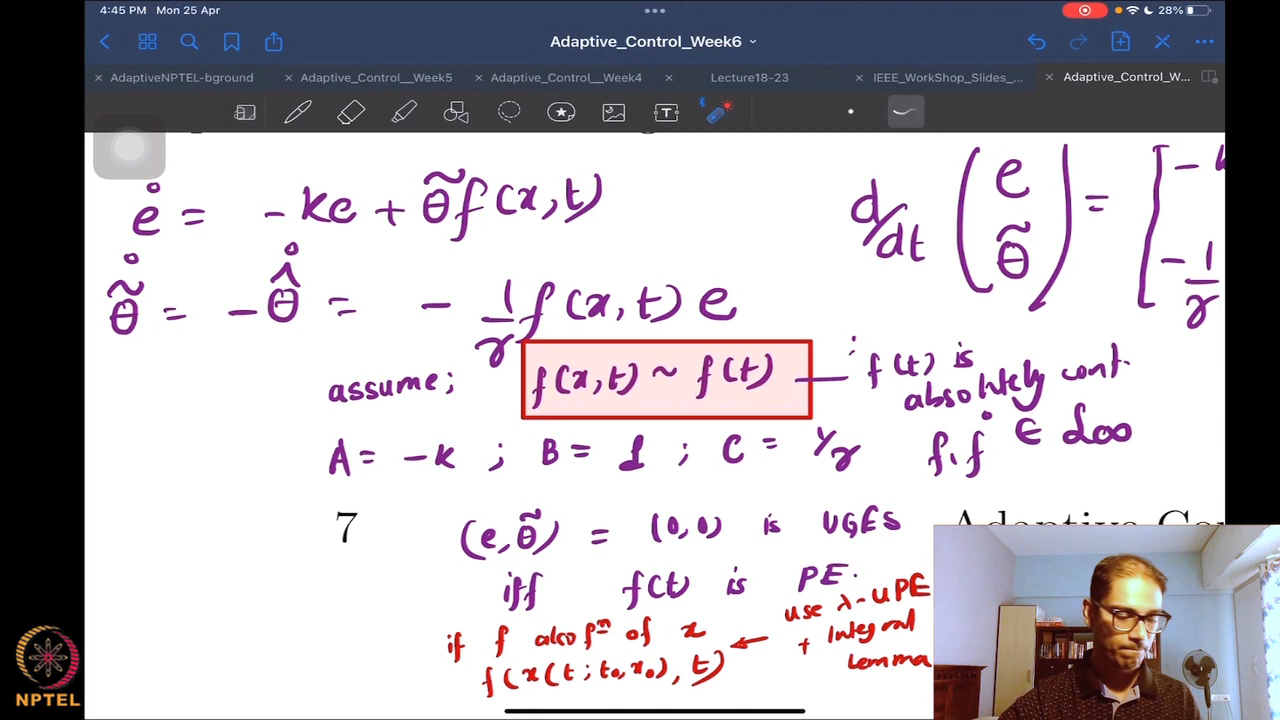 4:45 PM Mon 25 Apr
28%
Adaptive_Control_Week6
AdaptiveNPTEL-bground
Adaptive_Control__Week5
Adaptive_Control__Week4
Lecture18-23
IEEE_WorkShop_Slides_...
Adaptive_Control_W...
ė = -ke + θ̃ f(x,t)
d/dt (e θ̃) = [-k
-1/γ
θ̃̇ = -θ̂̇ = -1/γ f(x,t) e
assume; f(x,t) ~ f(t) — f(t) is
absolutely cont.
A = -k ; B = 1 ; C = 1/γ f, ḟ ∈ L∞
7 (e, θ̃) = (0,0) is UGES
iff f(t) is PE.
if f also fⁿ of x
f(x(t; t₀, x₀), t) ←
use λ-UPE
+ Integral
Lemma
NPTEL